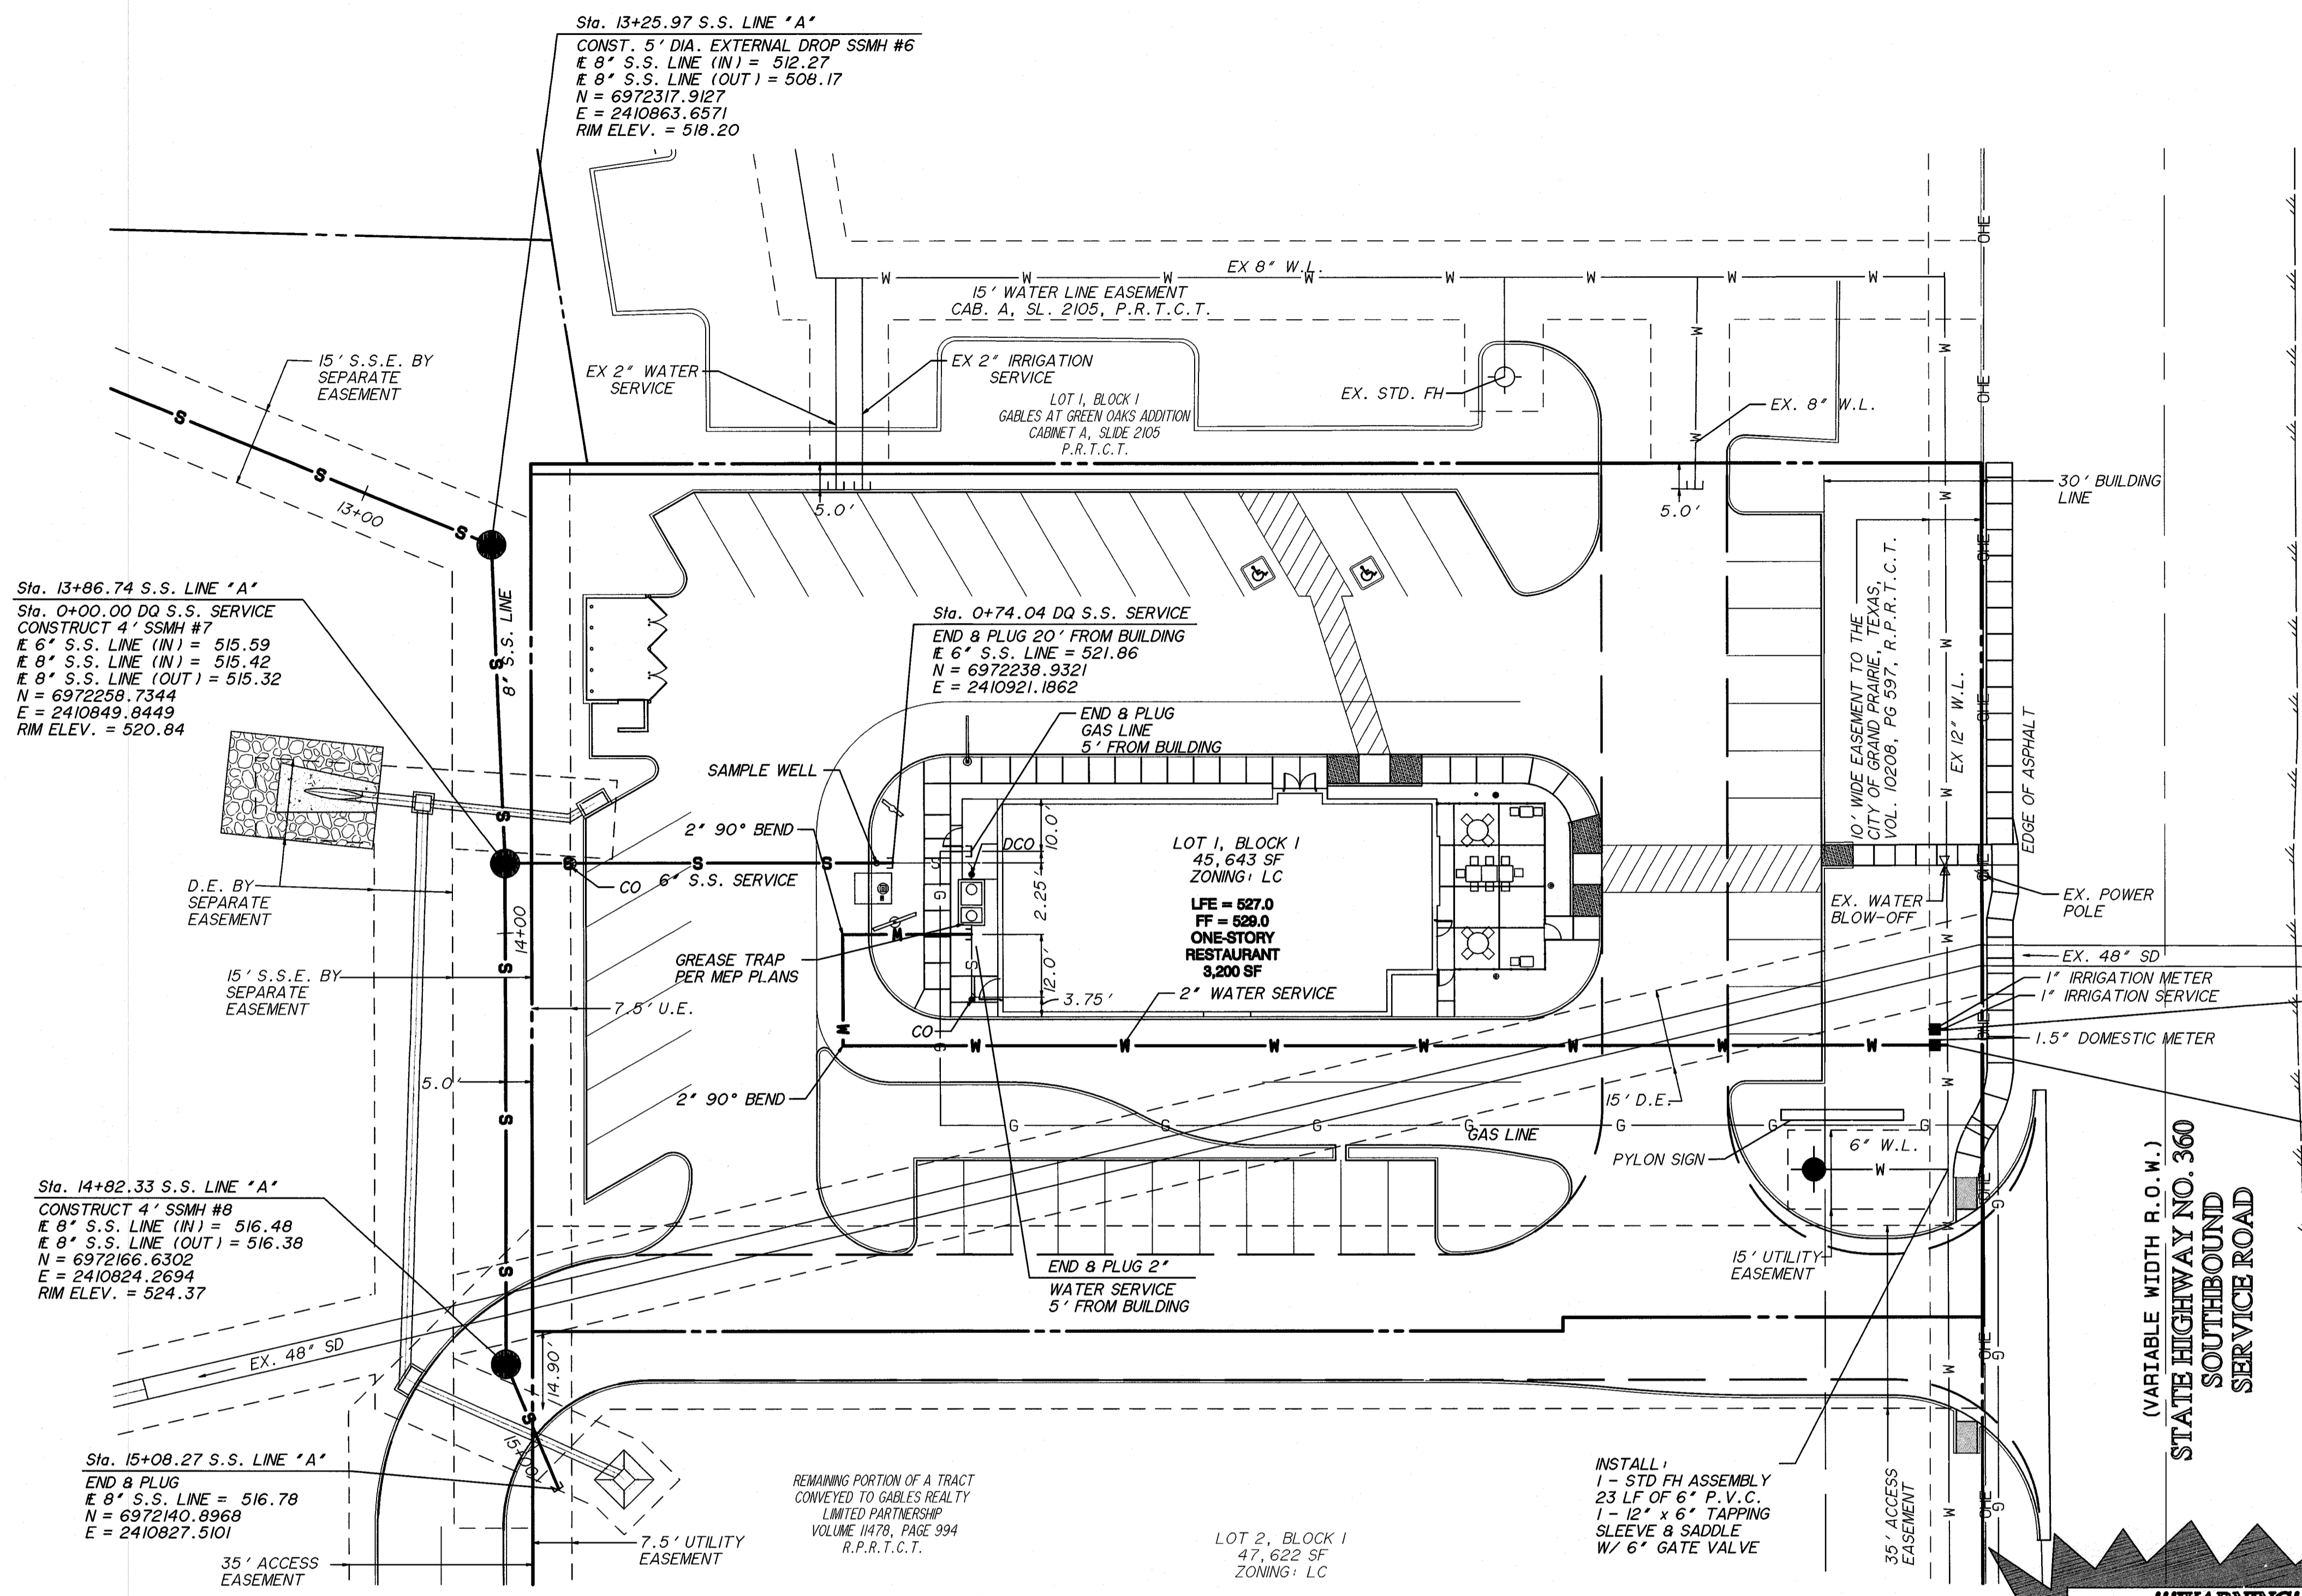 Sta. 13+25.97 S.S. LINE "A"
CONST. 5' DIA. EXTERNAL DROP SSMH #6
℄ 8" S.S. LINE (IN) = 512.27
℄ 8" S.S. LINE (OUT) = 508.17
N = 6972317.9127
E = 2410863.6571
RIM ELEV. = 518.20
EX 8" W.L.
W W W W W W W W
15' WATER LINE EASEMENT
CAB. A, SL. 2105, P.R.T.C.T.
15' S.S.E. BY
SEPARATE
EASEMENT
EX 2" WATER
SERVICE
EX 2" IRRIGATION
SERVICE
LOT 1, BLOCK 1
GABLES AT GREEN OAKS ADDITION
CABINET A, SLIDE 2105
P.R.T.C.T.
EX. STD. FH
EX. 8" W.L.
OHE
OHE
S S S
13+00
5.0'
5.0'
30' BUILDING
LINE
10' WIDE EASEMENT TO THE
CITY OF GRAND PRAIRIE, TEXAS,
VOL. 10208, PG 597, R.P.R.T.C.T.
EX 12" W.L.
EDGE OF ASPHALT
8" S.S. LINE
Sta. 13+86.74 S.S. LINE "A"
Sta. 0+00.00 DQ S.S. SERVICE
CONSTRUCT 4' SSMH #7
℄ 6" S.S. LINE (IN) = 515.59
℄ 8" S.S. LINE (IN) = 515.42
℄ 8" S.S. LINE (OUT) = 515.32
N = 6972258.7344
E = 2410849.8449
RIM ELEV. = 520.84
Sta. 0+74.04 DQ S.S. SERVICE
END & PLUG 20' FROM BUILDING
℄ 6" S.S. LINE = 521.86
N = 6972238.9321
E = 2410921.1862
END & PLUG
GAS LINE
5' FROM BUILDING
SAMPLE WELL
2" 90° BEND
DCO
10.0'
2.25'
12.0'
3.75'
LOT 1, BLOCK 1
45,643 SF
ZONING: LC
LFE = 527.0
FF = 529.0
ONE-STORY
RESTAURANT
3,200 SF
S S S
CO
6" S.S. SERVICE
D.E. BY
SEPARATE
EASEMENT
14+00
GREASE TRAP
PER MEP PLANS
EX. WATER
BLOW-OFF
EX. POWER
POLE
15' S.S.E. BY
SEPARATE
EASEMENT
7.5' U.E.
CO
2" WATER SERVICE
EX. 48" SD
1" IRRIGATION METER
1" IRRIGATION SERVICE
1.5" DOMESTIC METER
W W W W W W W
5.0'
2" 90° BEND
15' D.E.
G G G G G G
GAS LINE
PYLON SIGN
6" W.L.
W
Sta. 14+82.33 S.S. LINE "A"
CONSTRUCT 4' SSMH #8
℄ 8" S.S. LINE (IN) = 516.48
℄ 8" S.S. LINE (OUT) = 516.38
N = 6972166.6302
E = 2410824.2694
RIM ELEV. = 524.37
END & PLUG 2"
WATER SERVICE
5' FROM BUILDING
15' UTILITY
EASEMENT
(VARIABLE WIDTH R.O.W.)
STATE HIGHWAY NO. 360
SOUTHBOUND
SERVICE ROAD
EX. 48" SD
14.90'
15+00
Sta. 15+08.27 S.S. LINE "A"
END & PLUG
℄ 8" S.S. LINE = 516.78
N = 6972140.8968
E = 2410827.5101
35' ACCESS
EASEMENT
7.5' UTILITY
EASEMENT
REMAINING PORTION OF A TRACT
CONVEYED TO GABLES REALTY
LIMITED PARTNERSHIP
VOLUME 11478, PAGE 994
R.P.R.T.C.T.
LOT 2, BLOCK 1
47,622 SF
ZONING: LC
INSTALL:
1 - STD FH ASSEMBLY
23 LF OF 6" P.V.C.
1 - 12" x 6" TAPPING
SLEEVE & SADDLE
W/ 6" GATE VALVE
35' ACCESS
EASEMENT